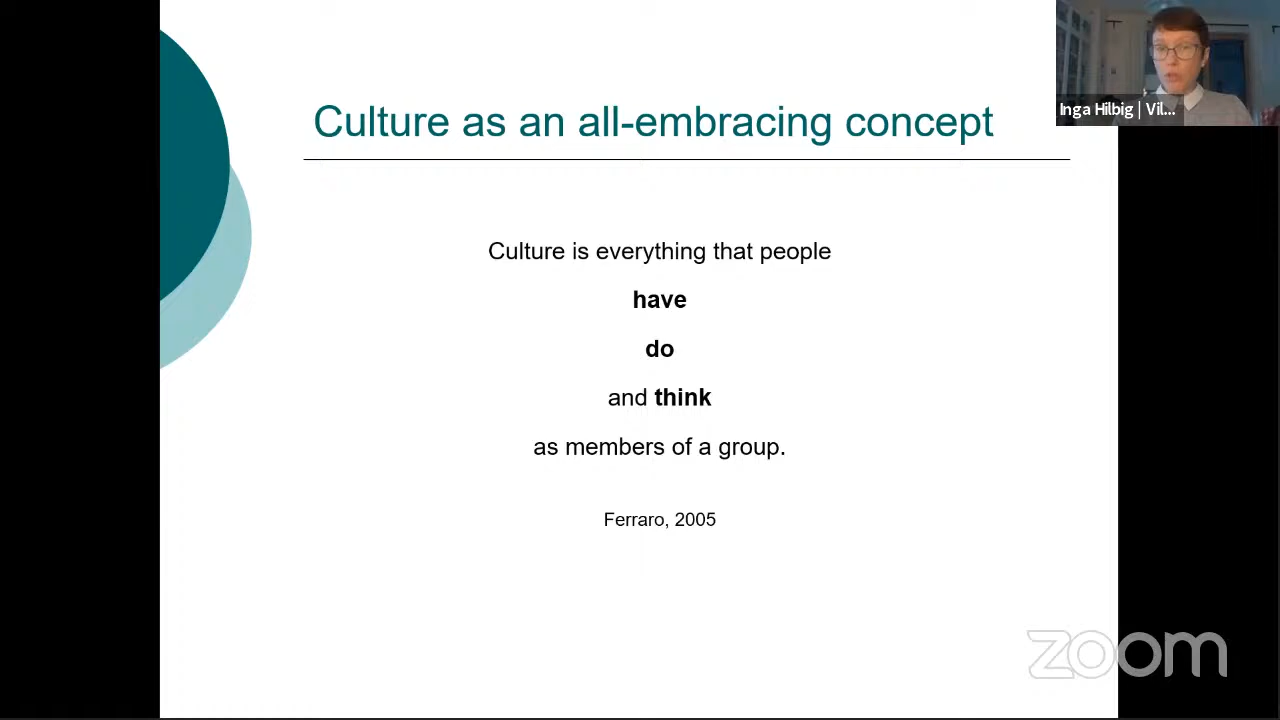 Culture as an all-embracing concept
Inga Hilbig | Vil...
Culture is everything that people
have
do
and think
as members of a group.
Ferraro, 2005
zoom